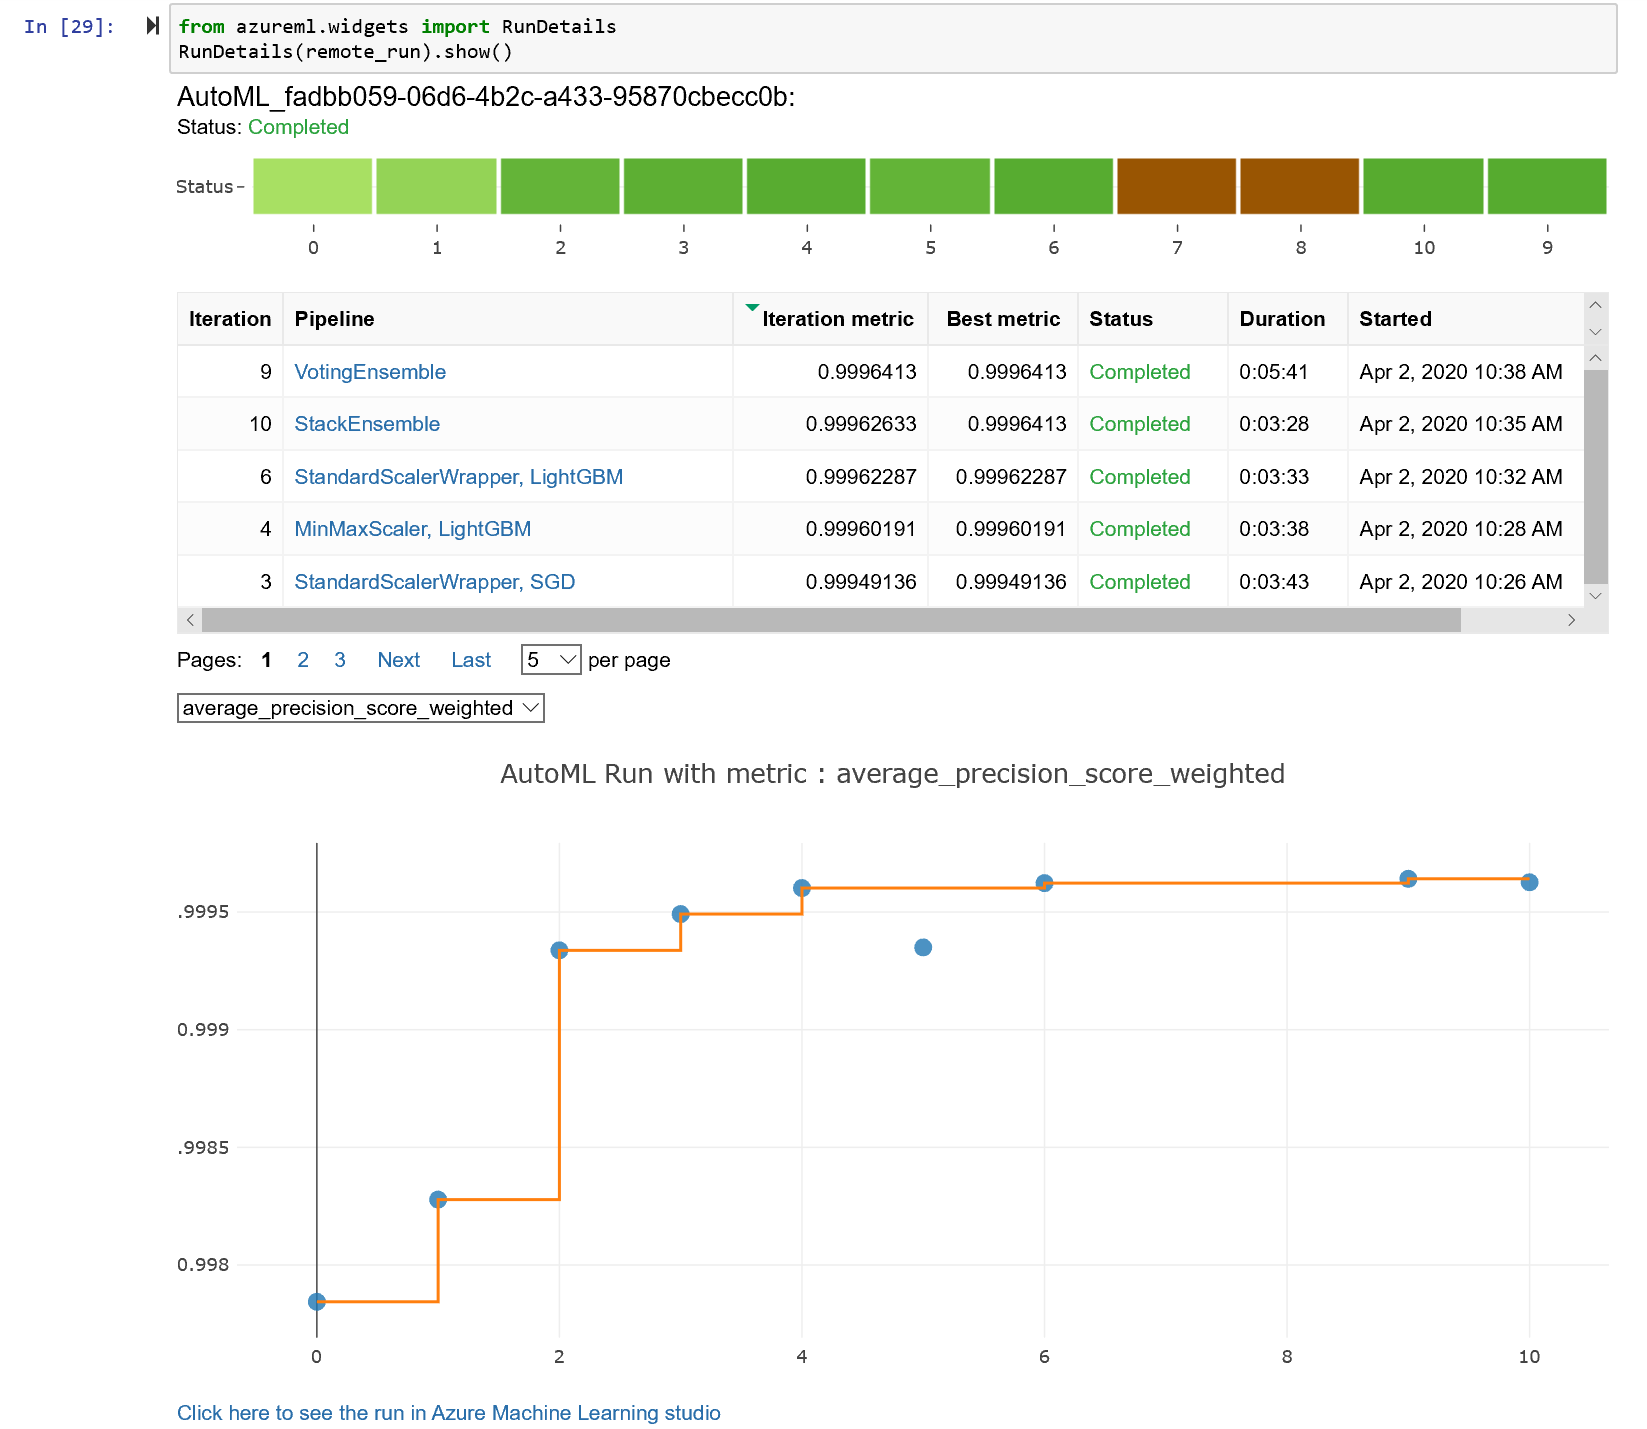 In [29]:
from azureml.widgets import RunDetails
RunDetails(remote_run).show()
AutoML_fadbb059-06d6-4b2c-a433-95870cbecc0b:
Status: Completed
Status
0 1 2 3 4 5 6 7 8 10 9
Iteration Pipeline Iteration metric Best metric Status Duration Started
9 VotingEnsemble 0.9996413 0.9996413 Completed 0:05:41 Apr 2, 2020 10:38 AM
10 StackEnsemble 0.99962633 0.9996413 Completed 0:03:28 Apr 2, 2020 10:35 AM
6 StandardScalerWrapper, LightGBM 0.99962287 0.99962287 Completed 0:03:33 Apr 2, 2020 10:32 AM
4 MinMaxScaler, LightGBM 0.99960191 0.99960191 Completed 0:03:38 Apr 2, 2020 10:28 AM
3 StandardScalerWrapper, SGD 0.99949136 0.99949136 Completed 0:03:43 Apr 2, 2020 10:26 AM
Pages: 1 2 3 Next Last 5 per page
average_precision_score_weighted
AutoML Run with metric : average_precision_score_weighted
.9995
0.999
.9985
0.998
0 2 4 6 8 10
Click here to see the run in Azure Machine Learning studio